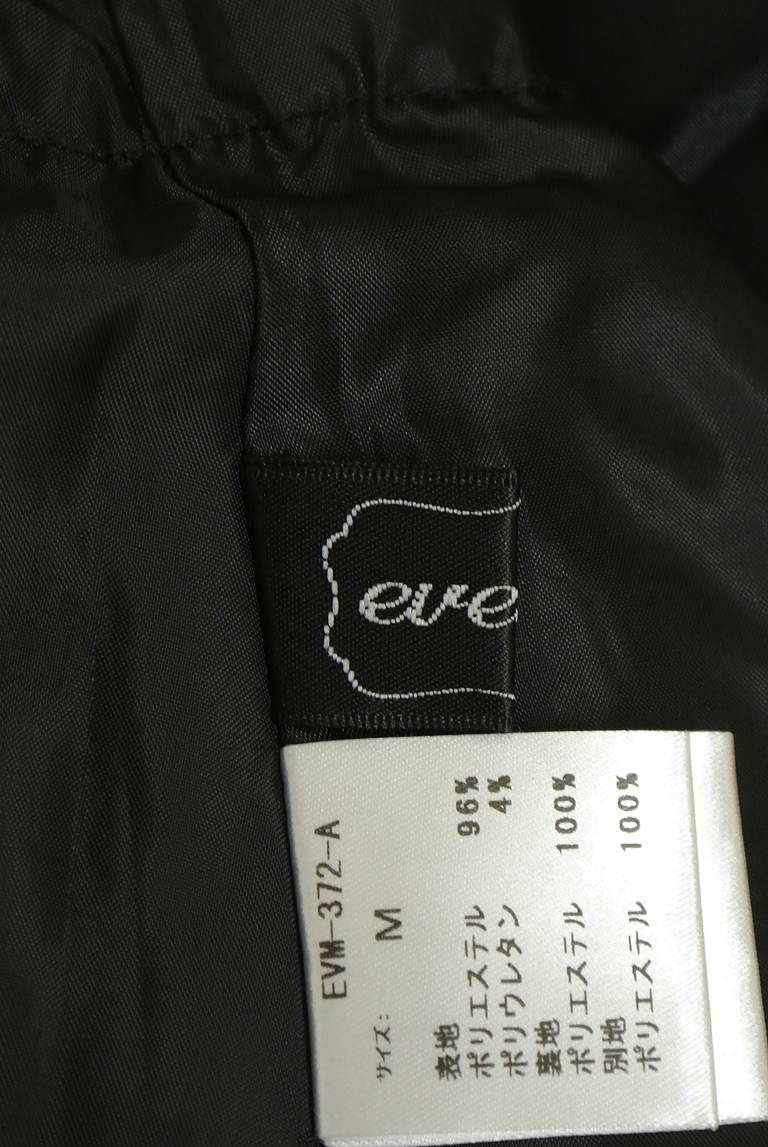 eve
EVM-372-A
サイズ: M
表地
ポリエステル 96%
ポリウレタン 4%
裏地
ポリエステル 100%
別地
ポリエステル 100%